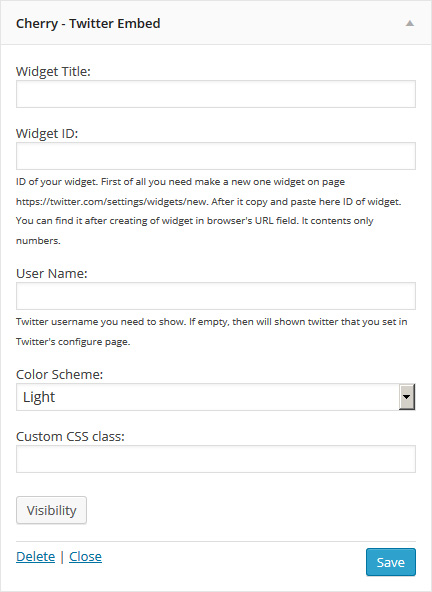 Cherry - Twitter Embed
Widget Title:
Widget ID:
ID of your widget. First of all you need make a new one widget on page
https://twitter.com/settings/widgets/new. After it copy and paste here ID of widget.
You can find it after creating of widget in browser's URL field. It contents only
numbers.
User Name:
Twitter username you need to show. If empty, then will shown twitter that you set in
Twitter's configure page.
Color Scheme:
Light
Custom CSS class:
Visibility
Delete | Close
Save